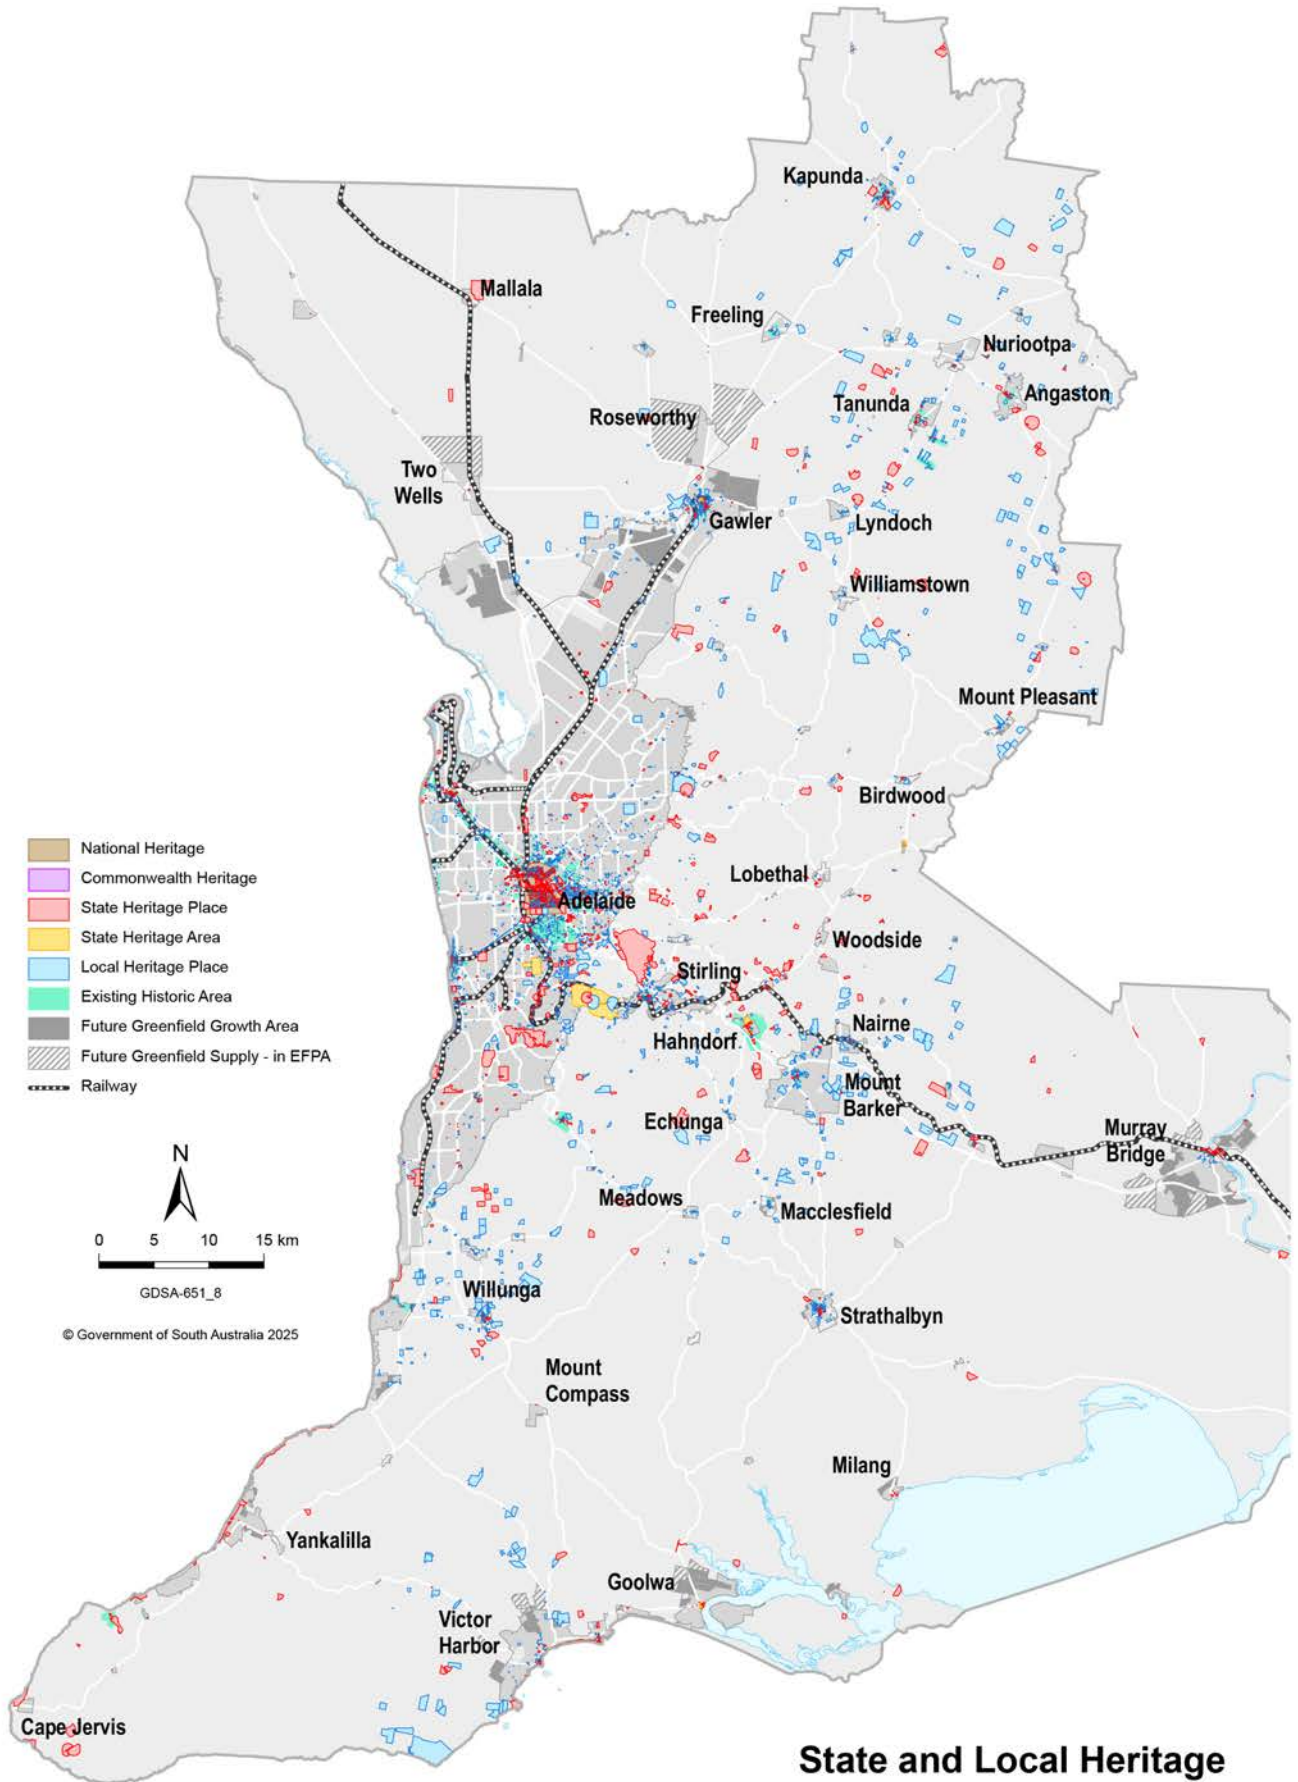 Kapunda
Mallala
Freeling
Nuriootpa
Angaston
Tanunda
Roseworthy
Two
Wells
Gawler
Lyndoch
Williamstown
Mount Pleasant
Birdwood
National Heritage
Commonwealth Heritage
State Heritage Place
State Heritage Area
Local Heritage Place
Existing Historic Area
Future Greenfield Growth Area
Future Greenfield Supply - in EFPA
Railway
Lobethal
Adelaide
Woodside
Stirling
Hahndorf
Nairne
Mount
Barker
Echunga
Murray
Bridge
Meadows
Macclesfield
N
0 5 10 15 km
GDSA-651_8
© Government of South Australia 2025
Willunga
Strathalbyn
Mount
Compass
Milang
Yankalilla
Goolwa
Victor
Harbor
Cape Jervis
State and Local Heritage